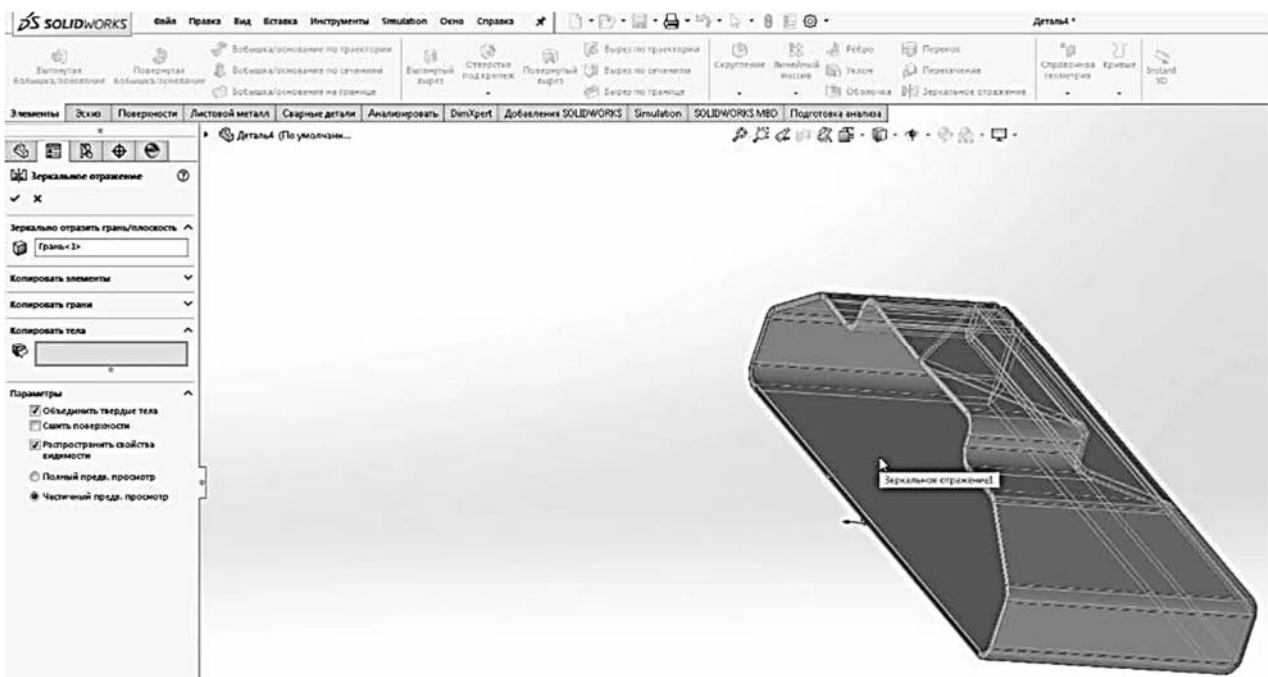 DS SOLIDWORKS Файл Правка Вид Вставка Инструменты Simulation Окно Справка Деталь4 *
Вытянутая бобышка/основание
Повернутая бобышка/основание
Бобышка/основание по траектории
Бобышка/основание по сечениям
Бобышка/основание на границе
Вытянутый вырез
Отверстие под крепеж
Повернутый вырез
Вырез по траектории
Вырез по сечениям
Вырез по границе
Скругление
Линейный массив
Ребро
Уклон
Оболочка
Перенос
Пересечение
Зеркальное отражение
Справочная геометрия
Кривые
Instant 3D
Элементы Эскиз Поверхности Листовой металл Сварные детали Анализировать DimXpert Добавления SOLIDWORKS Simulation SOLIDWORKS MBD Подготовка анализа
Деталь4 (По умолчани...
Зеркальное отражение
Зеркально отразить грань/плоскость
Грань<1>
Копировать элементы
Копировать грани
Копировать тела
Параметры
Объединить твердые тела
Сшить поверхности
Распространить свойства
видимости
Полный предв. просмотр
Частичный предв. просмотр
Зеркальное отражение1